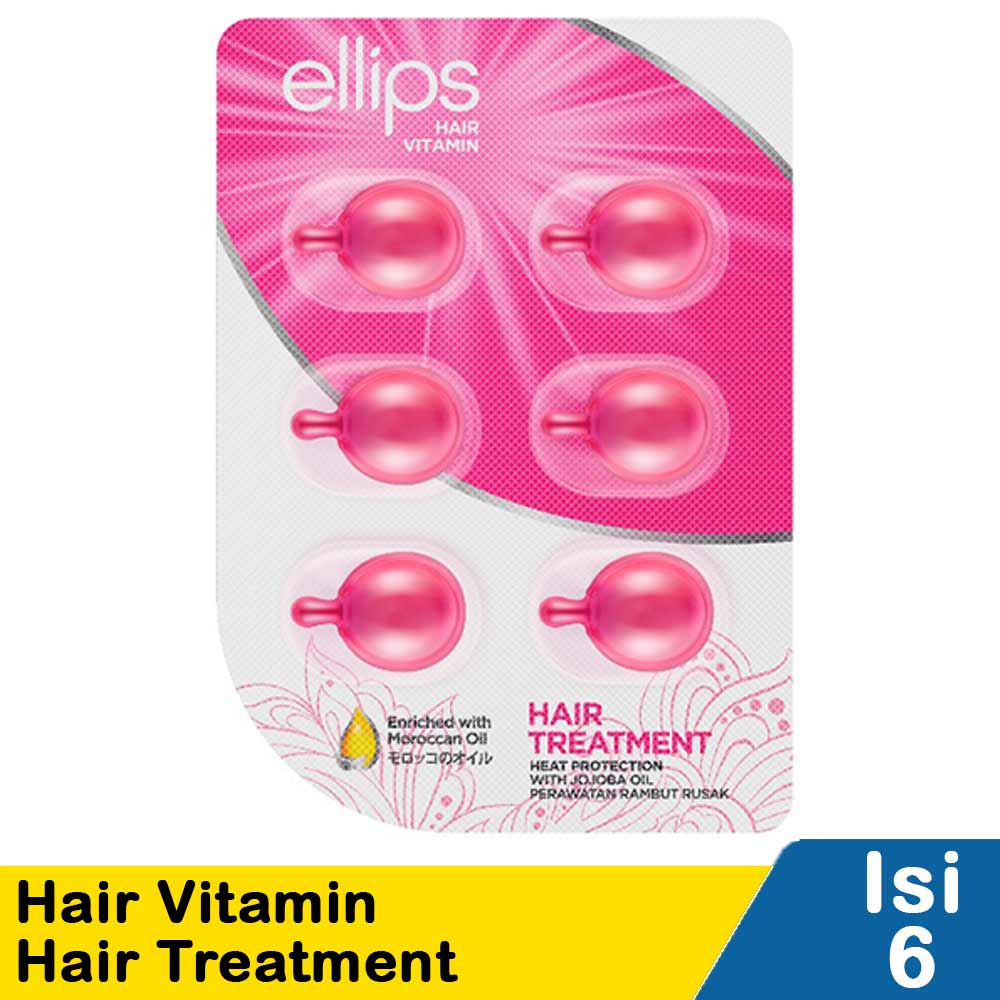 ellips
HAIR
VITAMIN
Enriched with
Moroccan Oil
モロッコのオイル
HAIR
TREATMENT
HEAT PROTECTION
WITH JOJOBA OIL
PERAWATAN RAMBUT RUSAK
Hair Vitamin
Hair Treatment
Isi
6